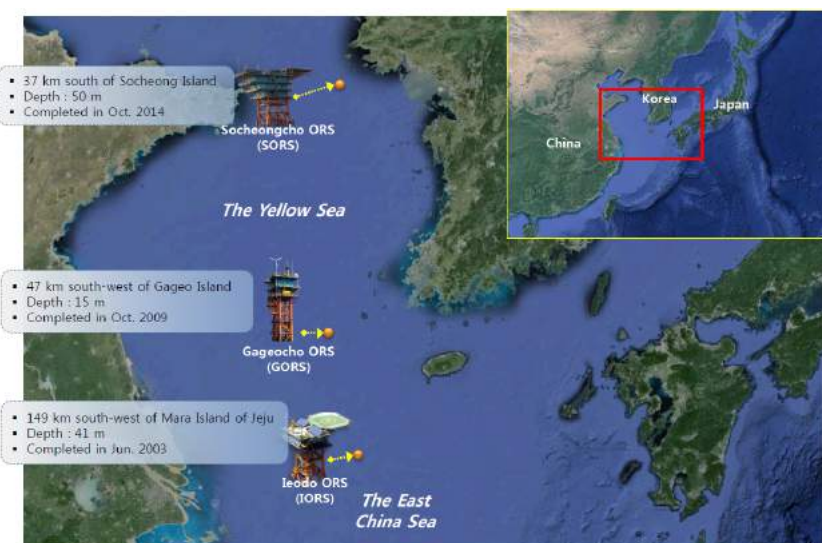 ▪ 37 km south of Socheong Island
▪ Depth : 50 m
▪ Completed in Oct. 2014
Socheongcho ORS
(SORS)
Korea
Japan
China
The Yellow Sea
▪ 47 km south-west of Gageo Island
▪ Depth : 15 m
▪ Completed in Oct. 2009
Gageocho ORS
(GORS)
▪ 149 km south-west of Mara Island of Jeju
▪ Depth : 41 m
▪ Completed in Jun. 2003
Ieodo ORS
(IORS)
The East
China Sea